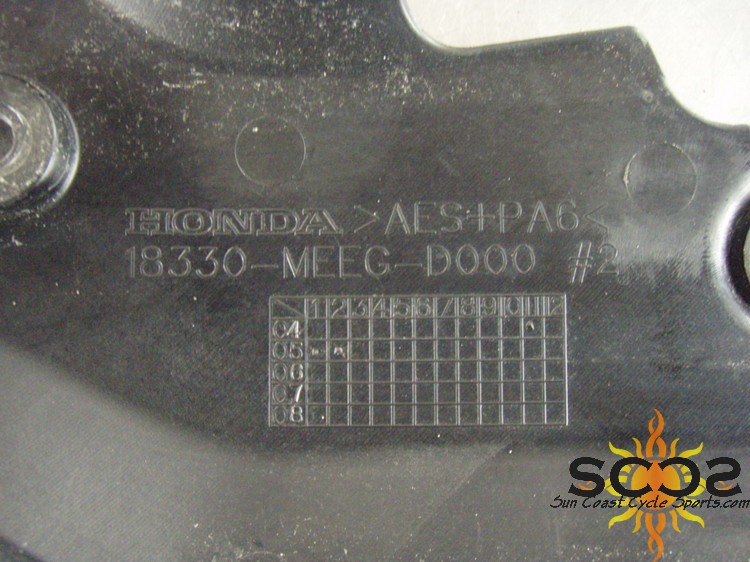 HONDA >AES+PA6<
18330-MEEG-D000 #2
1 2 3 4 5 6 7 8 9 10 11 12
04
05
06
07
08
SCCS
Sun Coast Cycle Sports.com